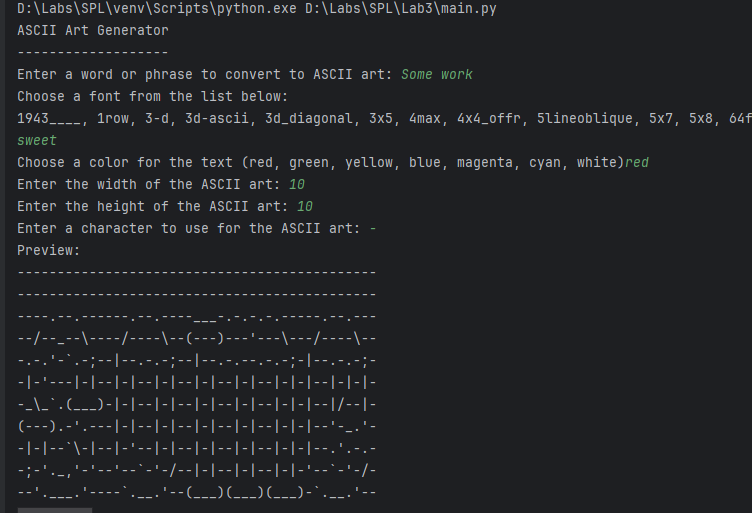 D:\Labs\SPL\venv\Scripts\python.exe D:\Labs\SPL\Lab3\main.py
ASCII Art Generator
-------------------
Enter a word or phrase to convert to ASCII art: Some work
Choose a font from the list below:
1943____, 1row, 3-d, 3d-ascii, 3d_diagonal, 3x5, 4max, 4x4_offr, 5lineoblique, 5x7, 5x8, 64f
sweet
Choose a color for the text (red, green, yellow, blue, magenta, cyan, white)red
Enter the width of the ASCII art: 10
Enter the height of the ASCII art: 10
Enter a character to use for the ASCII art: -
Preview:
---------------------------------------------
---------------------------------------------
----.--.------.--.----___-.-.-.-.-----.--.---
--/--_--\----/----\--(---)---'---\---/----\--
-.-.'-`.-;--|--.-.-;--|--.-.--.-.-;-|--.-.-;-
-|-'---|-|--|-|--|-|--|-|--|-|--|-|-|--|-|-|-
-_\_`.(___)-|-|--|-|--|-|--|-|--|-|-|--|/--|-
(---).-'.---|-|--|-|--|-|--|-|--|-|-|--'-_.'-
-|-|--`\-|--|-'--|-|--|-|--|-|--|-|-|--.'.-.-
-;-'._,'-'--'--`-'-/--|-|--|-|--|-|-'--`-'-/-
--'.___.'----`.__.'--(___)(___)(___)-`.__.'--